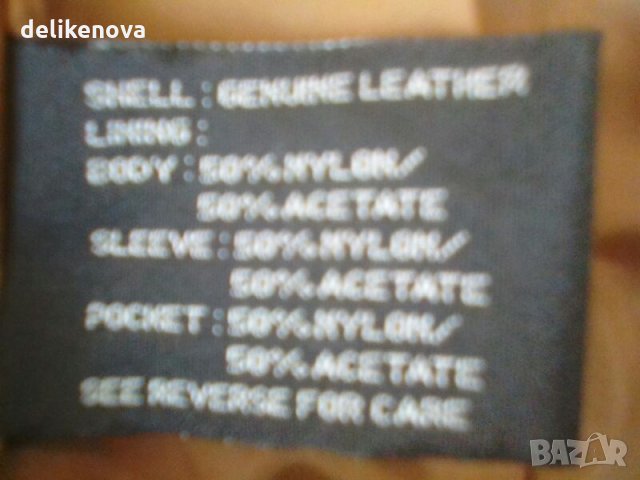 delikenova
SHELL : GENUINE LEATHER
LINING :
BODY : 50% NYLON/
50% ACETATE
SLEEVE : 50% NYLON/
50% ACETATE
POCKET : 50% NYLON/
50% ACETATE
SEE REVERSE FOR CARE
BAZAR